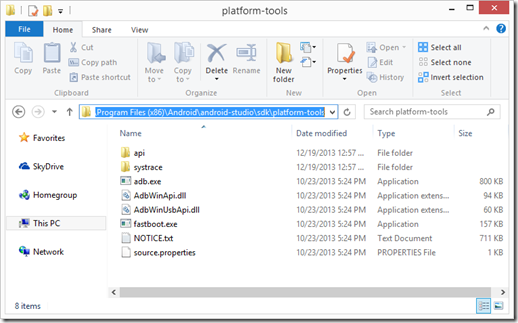 platform-tools
File
Home
Share
View
Copy
Paste
Cut
Copy path
Paste shortcut
Clipboard
Move to
Copy to
Delete
Rename
Organize
New folder
New
Properties
Open
Edit
History
Open
Select all
Select none
Invert selection
Select
Program Files (x86)\Android\android-studio\sdk\platform-tools
Search platform-tools
Favorites
SkyDrive
Homegroup
This PC
Network
Name
Date modified
Type
Size
api
12/19/2013 12:57 ...
File folder
systrace
12/19/2013 12:57 ...
File folder
adb.exe
10/23/2013 5:24 PM
Application
800 KB
AdbWinApi.dll
10/23/2013 5:24 PM
Application extens...
94 KB
AdbWinUsbApi.dll
10/23/2013 5:24 PM
Application extens...
60 KB
fastboot.exe
10/23/2013 5:24 PM
Application
157 KB
NOTICE.txt
10/23/2013 5:24 PM
Text Document
711 KB
source.properties
10/23/2013 5:24 PM
PROPERTIES File
1 KB
8 items